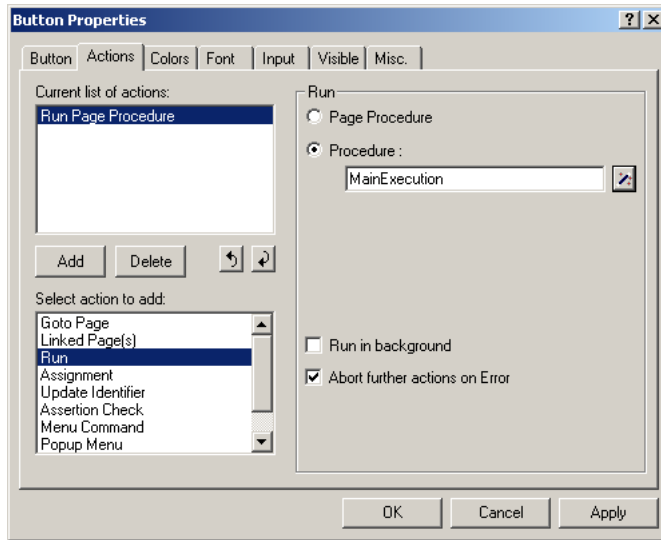 Button Properties
Button Actions Colors Font Input Visible Misc.
Current list of actions:
Run Page Procedure
Add Delete
Select action to add:
Goto Page
Linked Page(s)
Run
Assignment
Update Identifier
Assertion Check
Menu Command
Popup Menu
Run
Page Procedure
Procedure :
MainExecution
Run in background
Abort further actions on Error
OK Cancel Apply